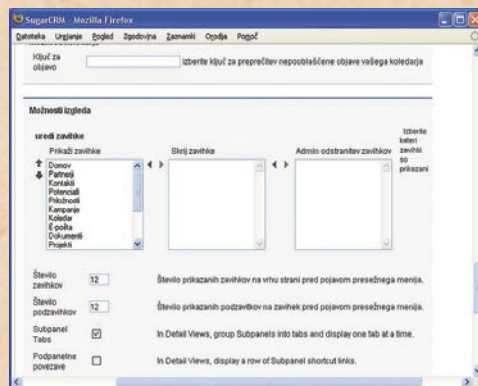 SugarCRM - Mozilla Firefox
Datoteka Urejanje Pogled Zgodovina Zaznamki Orodja Pomoč
Ključ za objavo
Izberite ključ za preprečitev nepooblaščene objave vašega koledarja
Možnosti izgleda
uredi zavihke
Prikaži zavihke Skrij zavihke Admin odstranitev zavihkov
Izberite kateri zavihki so prikazani
Domov
Partnerji
Kontakti
Potenciali
Priložnosti
Kampanje
Koledar
E-pošta
Dokumenti
Projekti
Število zavihkov 12 Število prikazanih zavihkov na vrhu strani pred pojavom presežnega menija.
Število podzavihkov 12 Število prikazanih podzavitkov na zavihek pred pojavom presežnega menija.
Subpanel Tabs In Detail Views, group Subpanels into tabs and display one tab at a time.
Podpanelne povezave In Detail Views, display a row of Subpanel shortcut links.